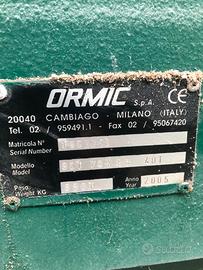 ORMIC S.p.A. CE
20040 CAMBIAGO - MILANO (ITALY)
Tel. 02 / 959491.1 - Fax 02 / 95067420
Matricola N°
Serial Number
Modello
Model
Peso
Weight KG
Anno
Year 2005
subito